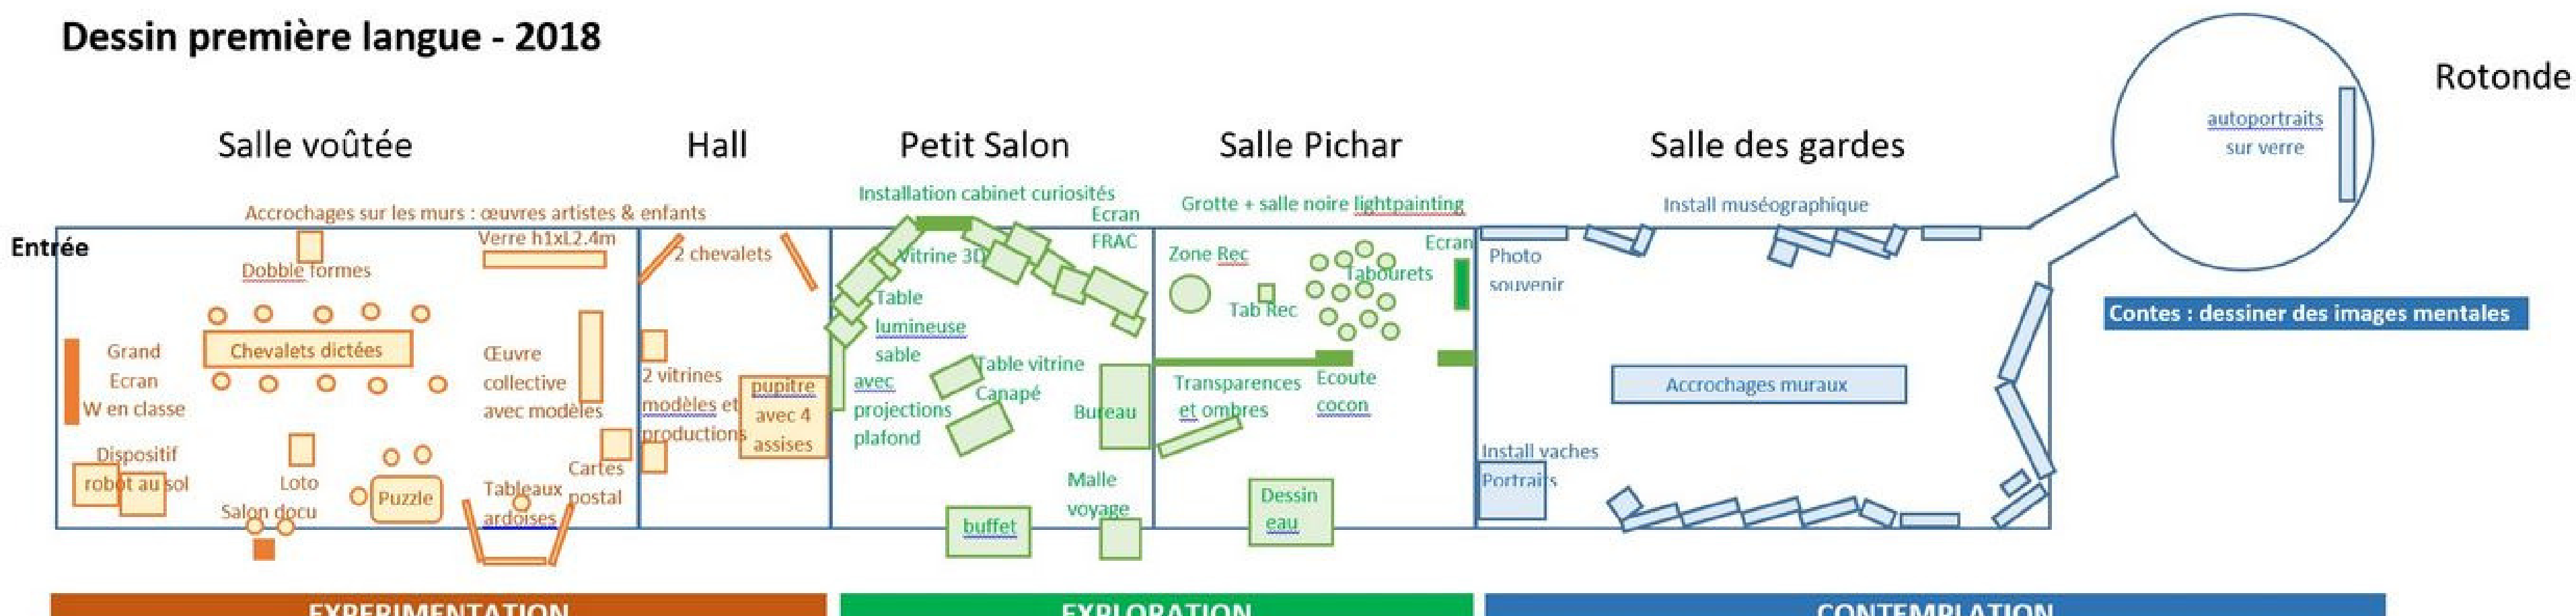 Dessin première langue - 2018
Rotonde
Salle voûtée
Hall
Petit Salon
Salle Pichar
Salle des gardes
autoportraits
sur verre
Entrée
Accrochages sur les murs : œuvres artistes & enfants
Dobble formes
Verre h1xL2.4m
Chevalets dictées
Grand
Ecran
W en classe
Œuvre
collective
avec modèles
Dispositif
robot au sol
Loto
Salon docu
Puzzle
Tableaux
ardoises
Cartes
postal
2 chevalets
2 vitrines
modèles et
productions
pupitre
avec 4
assises
Installation cabinet curiosités
Ecran
FRAC
Vitrine 3D
Table
lumineuse
sable
avec
projections
plafond
Table vitrine
Canapé
Bureau
Malle
voyage
buffet
Grotte + salle noire lightpainting
Zone Rec
Tab Rec
Tabourets
Ecran
Transparences
et ombres
Ecoute
cocon
Dessin
eau
Install muséographique
Photo
souvenir
Accrochages muraux
Install vaches
Portraits
Contes : dessiner des images mentales
EXPERIMENTATION
EXPLORATION
CONTEMPLATION